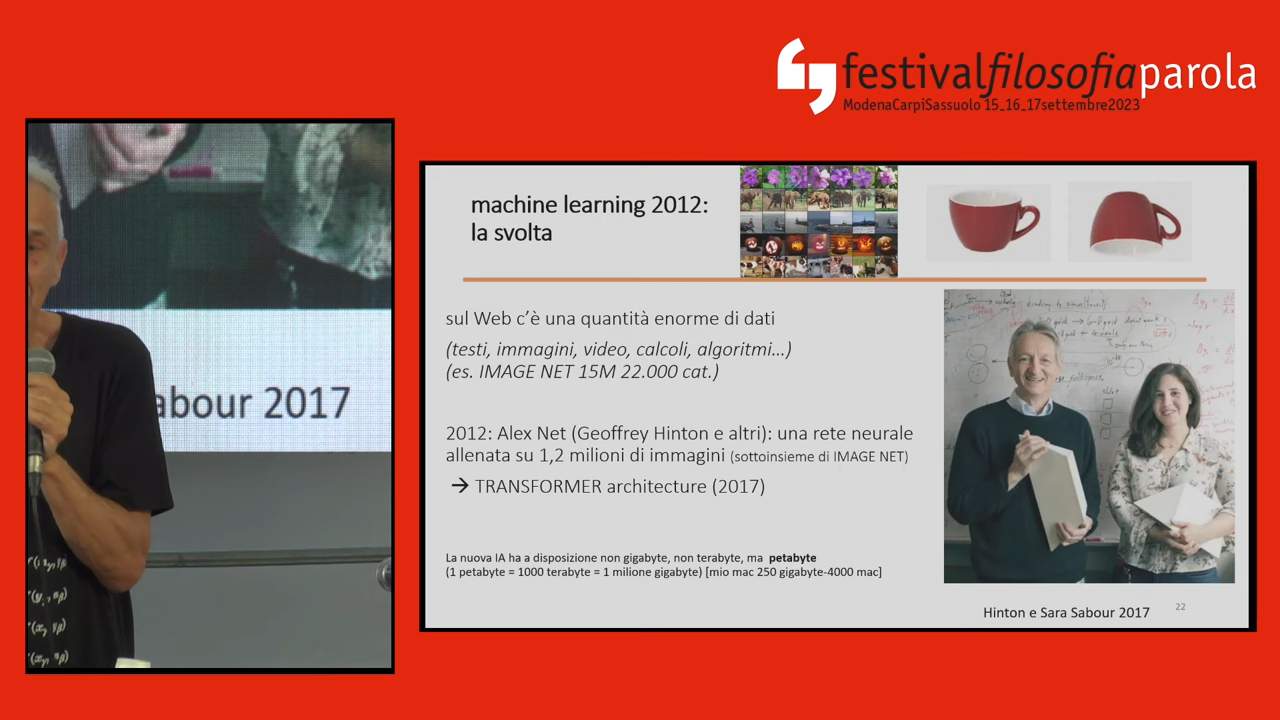 festivalfilosofiaparola
ModenaCarpiSassuolo 15_16_17settembre2023
abour 2017
machine learning 2012:
la svolta
sul Web c'è una quantità enorme di dati
(testi, immagini, video, calcoli, algoritmi...)
(es. IMAGE NET 15M 22.000 cat.)
2012: Alex Net (Geoffrey Hinton e altri): una rete neurale
allenata su 1,2 milioni di immagini (sottoinsieme di IMAGE NET)
→ TRANSFORMER architecture (2017)
La nuova IA ha a disposizione non gigabyte, non terabyte, ma petabyte
(1 petabyte = 1000 terabyte = 1 milione gigabyte) [mio mac 250 gigabyte-4000 mac]
Hinton e Sara Sabour 2017
22